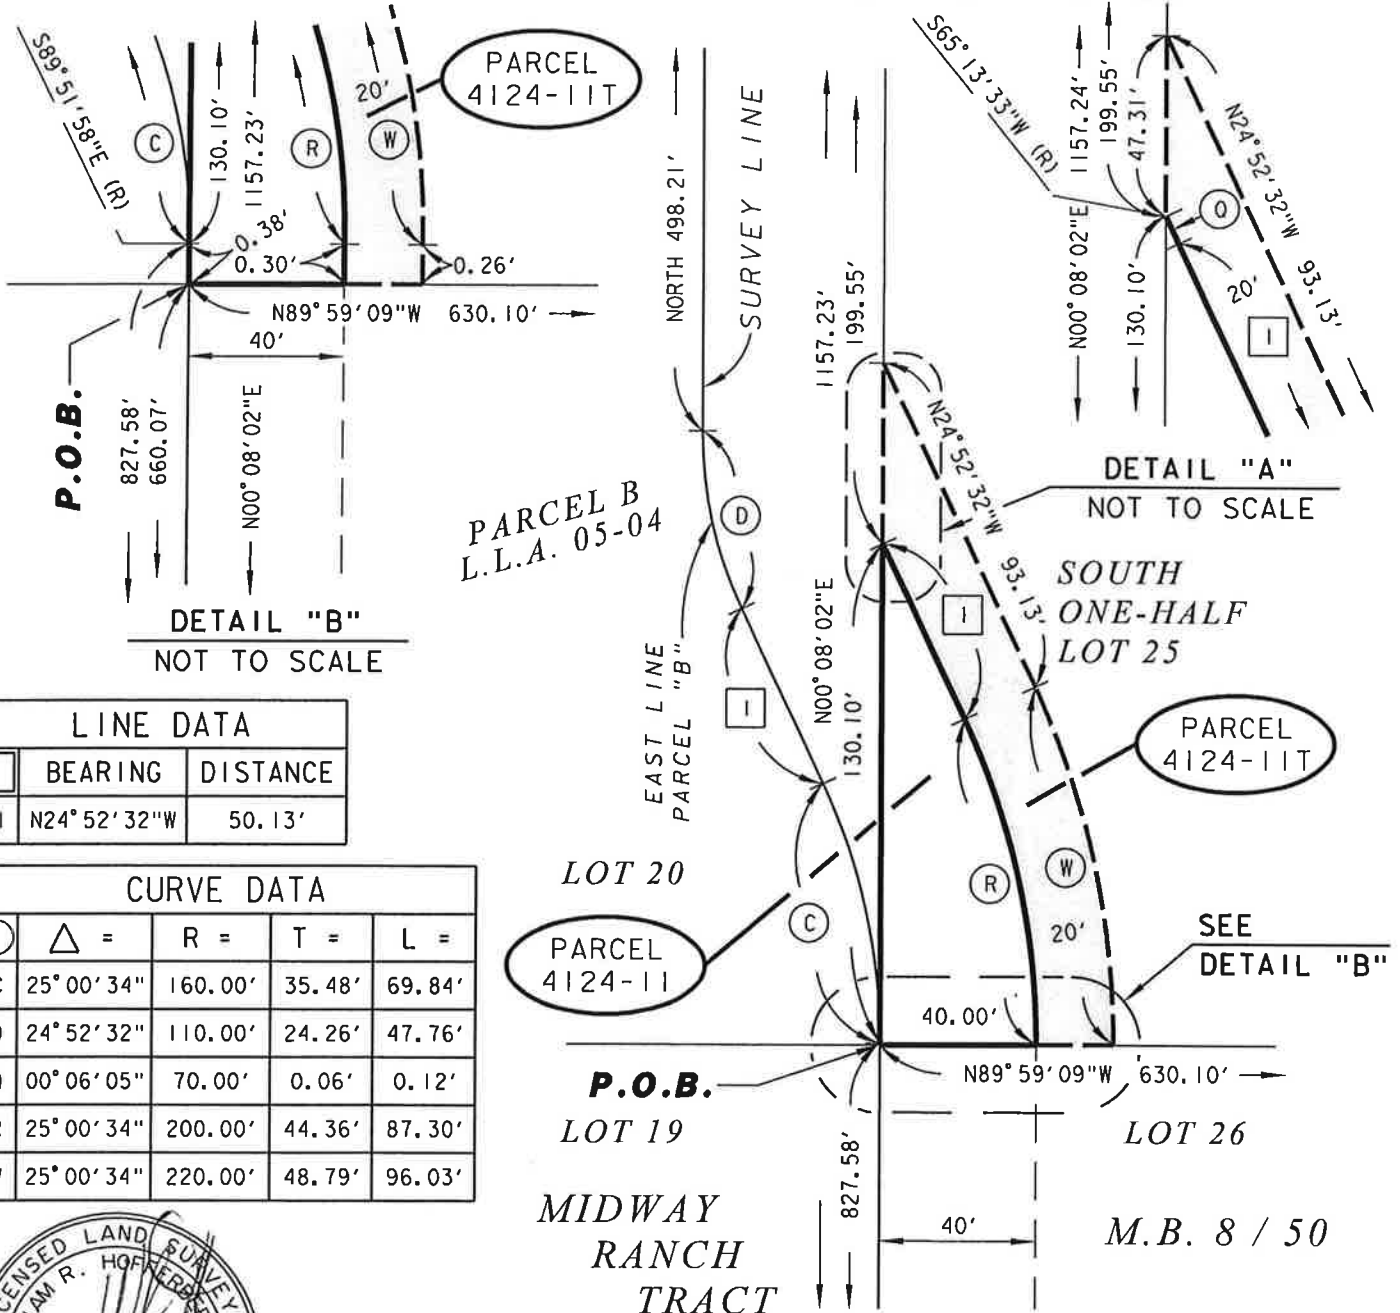 S89°51'58"E (R)
C
130.10'
1157.23'
R
20'
W
PARCEL
4124-11T
0.38'
0.30'
0.26'
N89°59'09"W 630.10'
40'
P.O.B.
827.58'
660.07'
N00°08'02"E
DETAIL "B"
NOT TO SCALE
NORTH 498.21'
SURVEY LINE
1157.23'
199.55'
S65°13'33"W (R)
1157.24'
199.55'
47.31'
N24°52'32"W 93.13'
Q
20'
1
N00°08'02"E
130.10'
DETAIL "A"
NOT TO SCALE
PARCEL B
L.L.A. 05-04
D
1
EAST LINE
PARCEL "B"
N00°08'02"E
130.10'
N24°52'32"W 93.13'
1
SOUTH
ONE-HALF
LOT 25
PARCEL
4124-11T
LINE DATA
BEARING DISTANCE
N24°52'32"W 50.13'
CURVE DATA
△ = R = T = L =
25°00'34" 160.00' 35.48' 69.84'
24°52'32" 110.00' 24.26' 47.76'
00°06'05" 70.00' 0.06' 0.12'
25°00'34" 200.00' 44.36' 87.30'
25°00'34" 220.00' 48.79' 96.03'
LOT 20
PARCEL
4124-11
C
R
W
20'
SEE
DETAIL "B"
40.00'
P.O.B.
N89°59'09"W 630.10'
LOT 19
LOT 26
827.58'
40'
MIDWAY
RANCH
TRACT
M.B. 8 / 50
LAND
R.